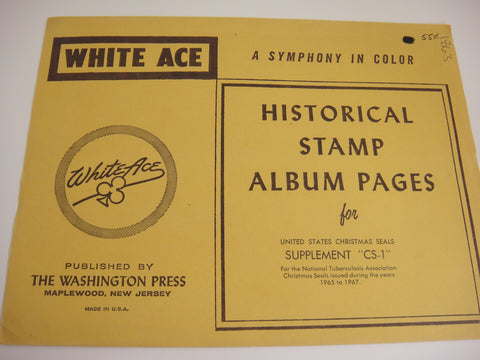 WHITE ACE
A SYMPHONY IN COLOR
55¢
HISTORICAL
STAMP
ALBUM PAGES
for
UNITED STATES CHRISTMAS SEALS
SUPPLEMENT "CS-1"
For the National Tuberculosis Association
Christmas Seals issued during the years
1965 to 1967.
White Ace
PUBLISHED BY
THE WASHINGTON PRESS
MAPLEWOOD, NEW JERSEY
MADE IN U.S.A.